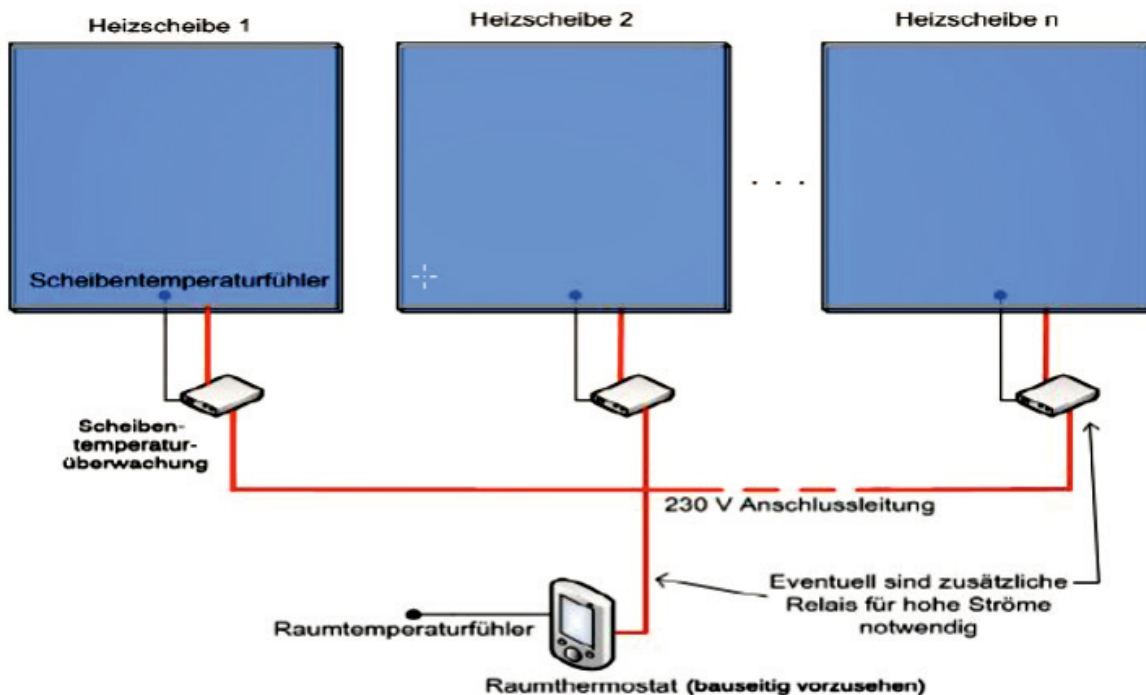 Heizscheibe 1
Heizscheibe 2
Heizscheibe n
. . .
Scheibentemperaturfühler
Scheiben-
temperatur-
überwachung
230 V Anschlussleitung
Eventuell sind zusätzliche
Relais für hohe Ströme
notwendig
Raumtemperaturfühler
Raumthermostat (bauseitig vorzusehen)